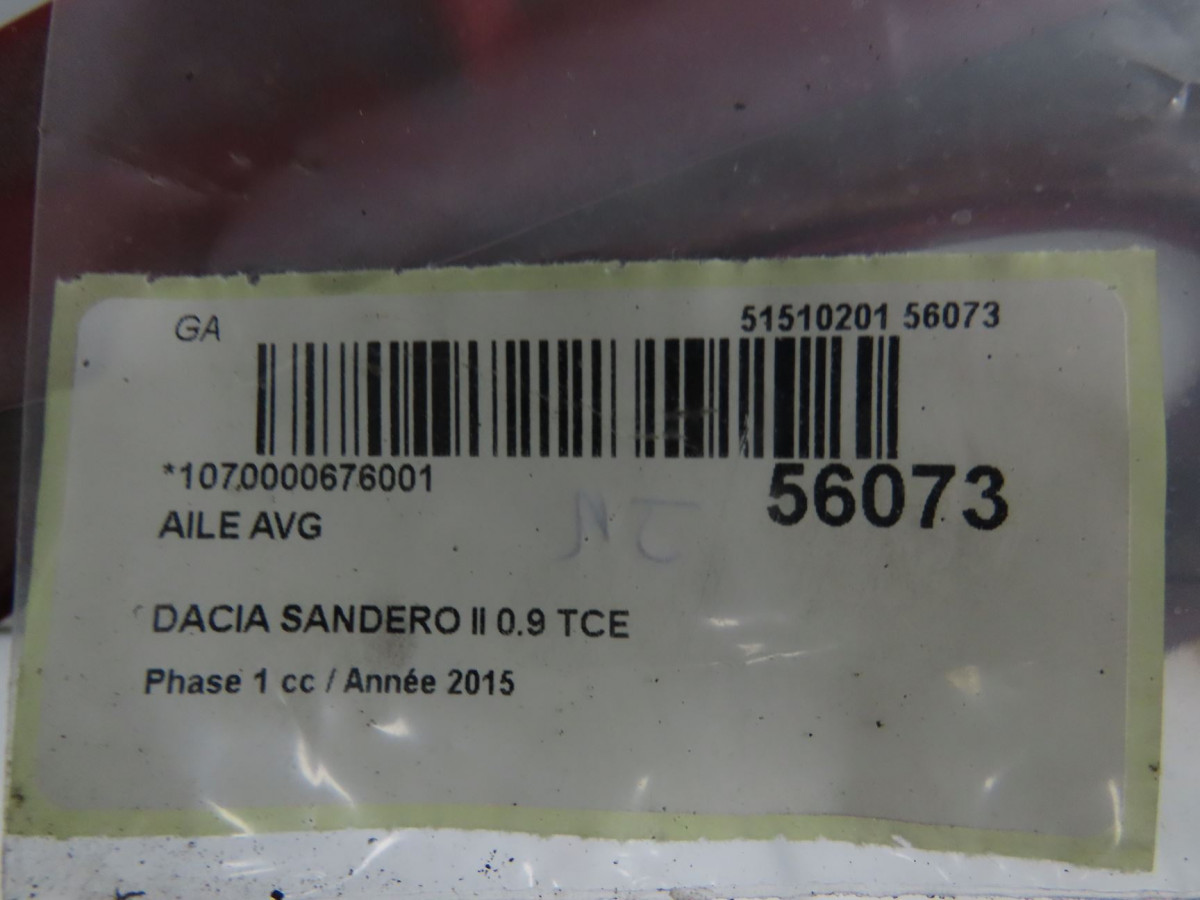 GA
51510201 56073
*1070000676001
56073
AILE AVG
DACIA SANDERO II 0.9 TCE
Phase 1 cc / Année 2015